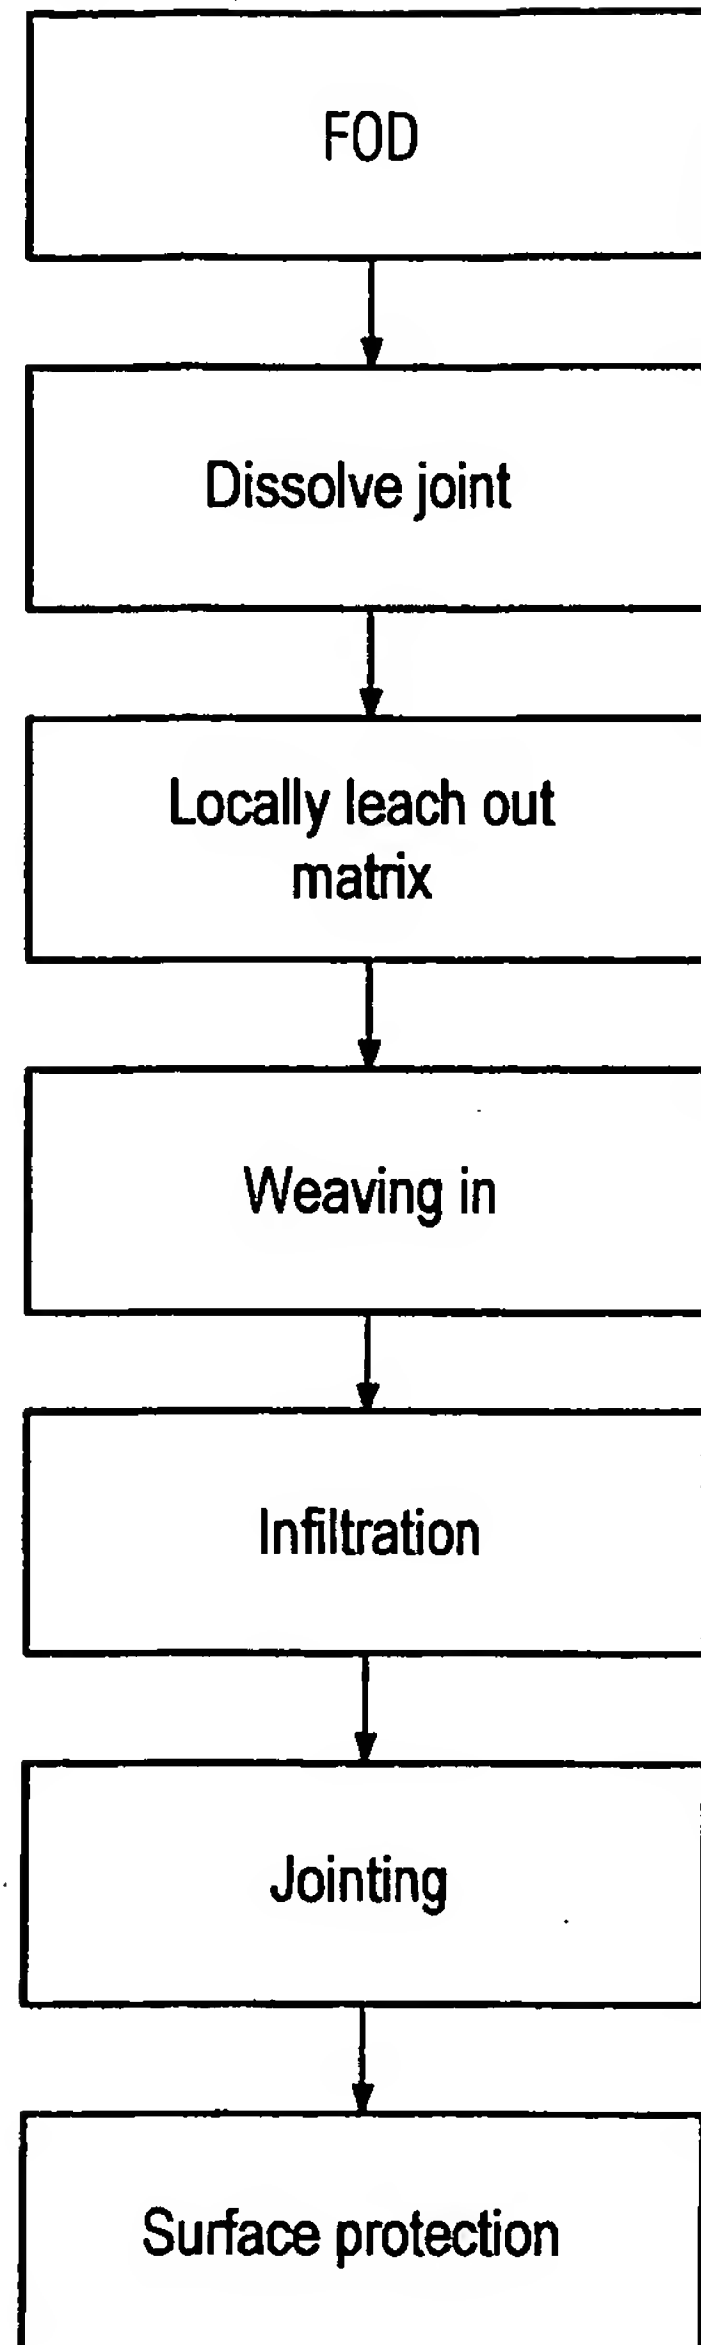 FOD
Dissolve joint
Locally leach out
matrix
Weaving in
Infiltration
Jointing
Surface protection